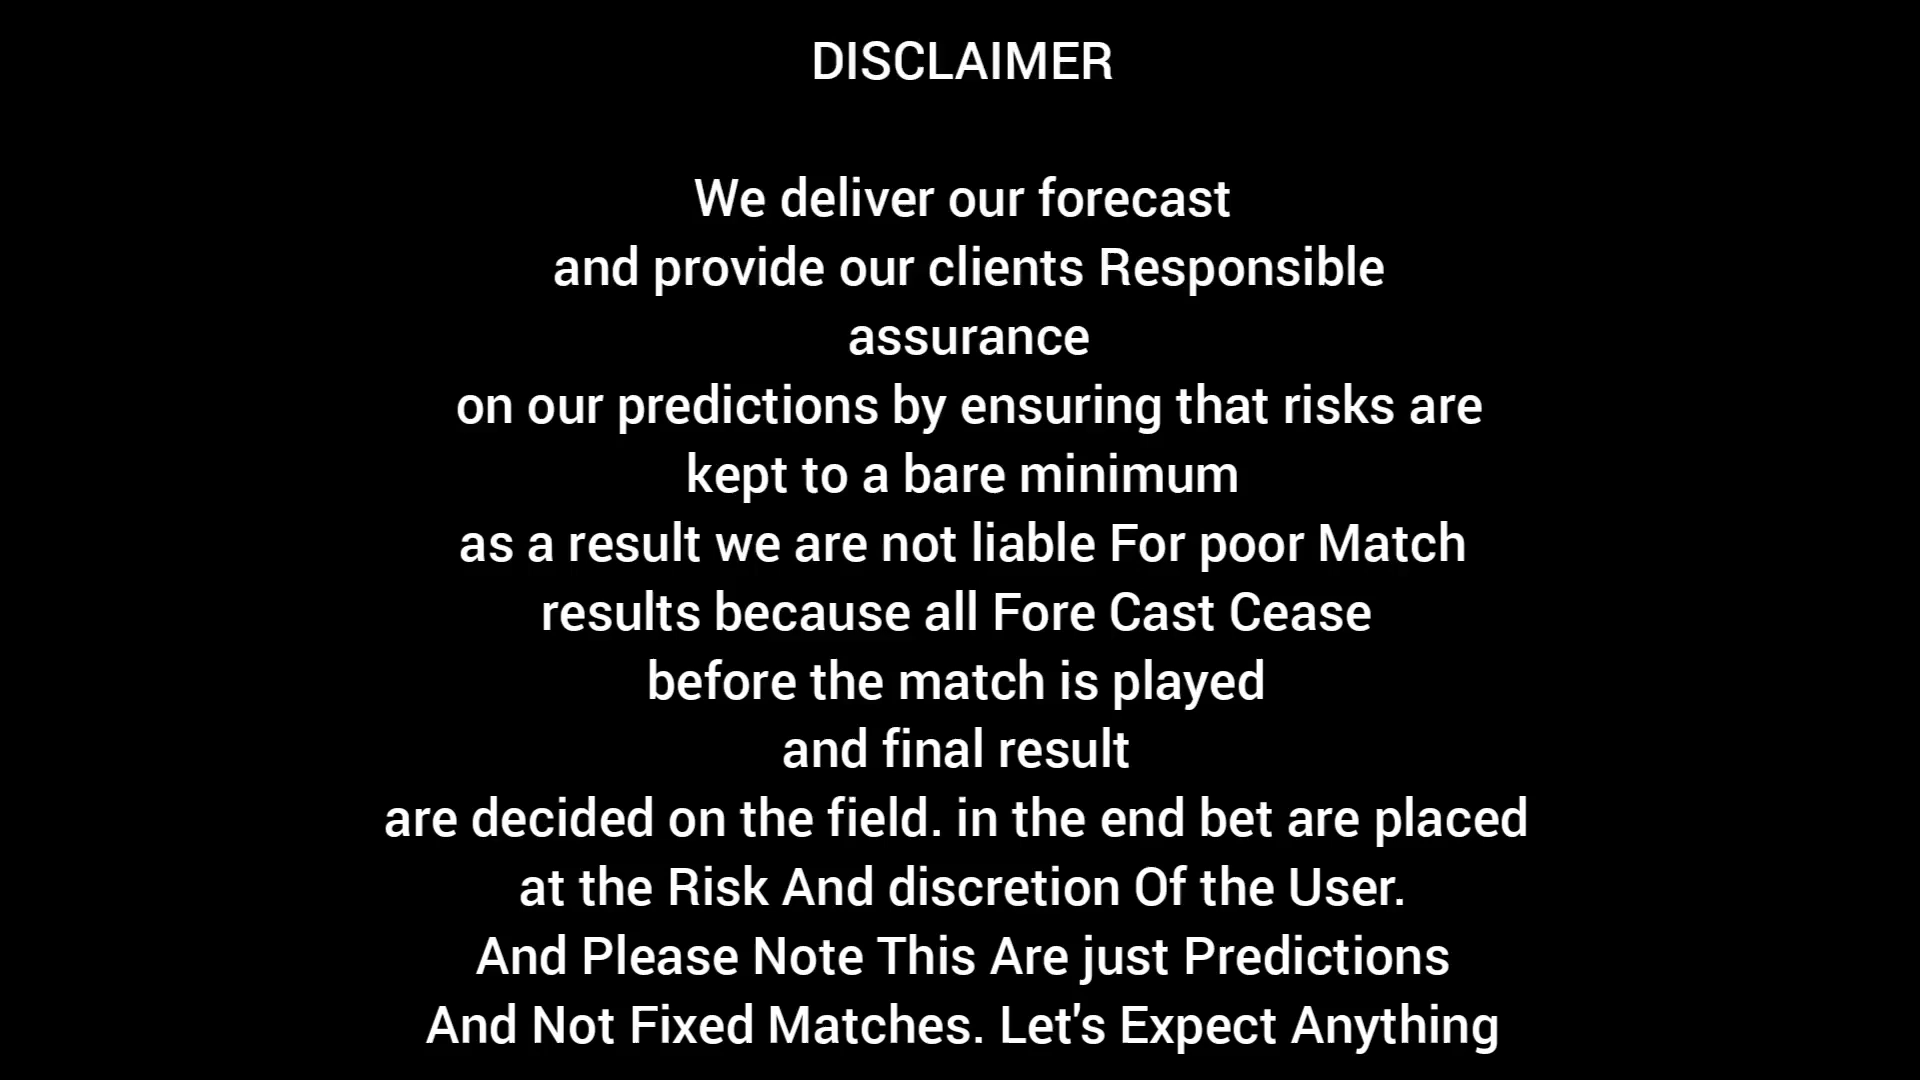 DISCLAIMER
We deliver our forecast
and provide our clients Responsible
assurance
on our predictions by ensuring that risks are
kept to a bare minimum
as a result we are not liable For poor Match
results because all Fore Cast Cease
before the match is played
and final result
are decided on the field. in the end bet are placed
at the Risk And discretion Of the User.
And Please Note This Are just Predictions
And Not Fixed Matches. Let's Expect Anything